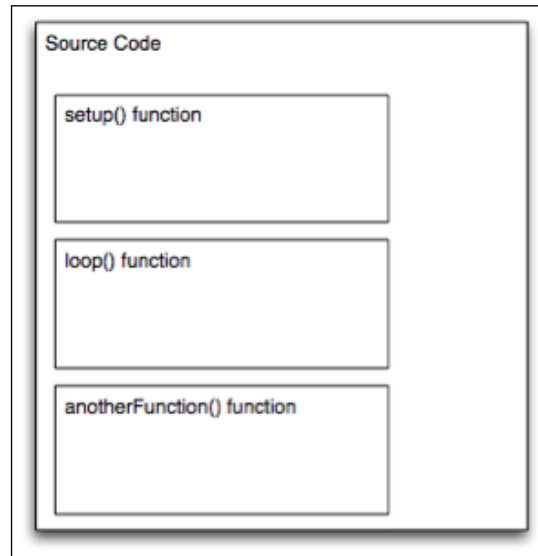 Source Code
setup() function
loop() function
anotherFunction() function